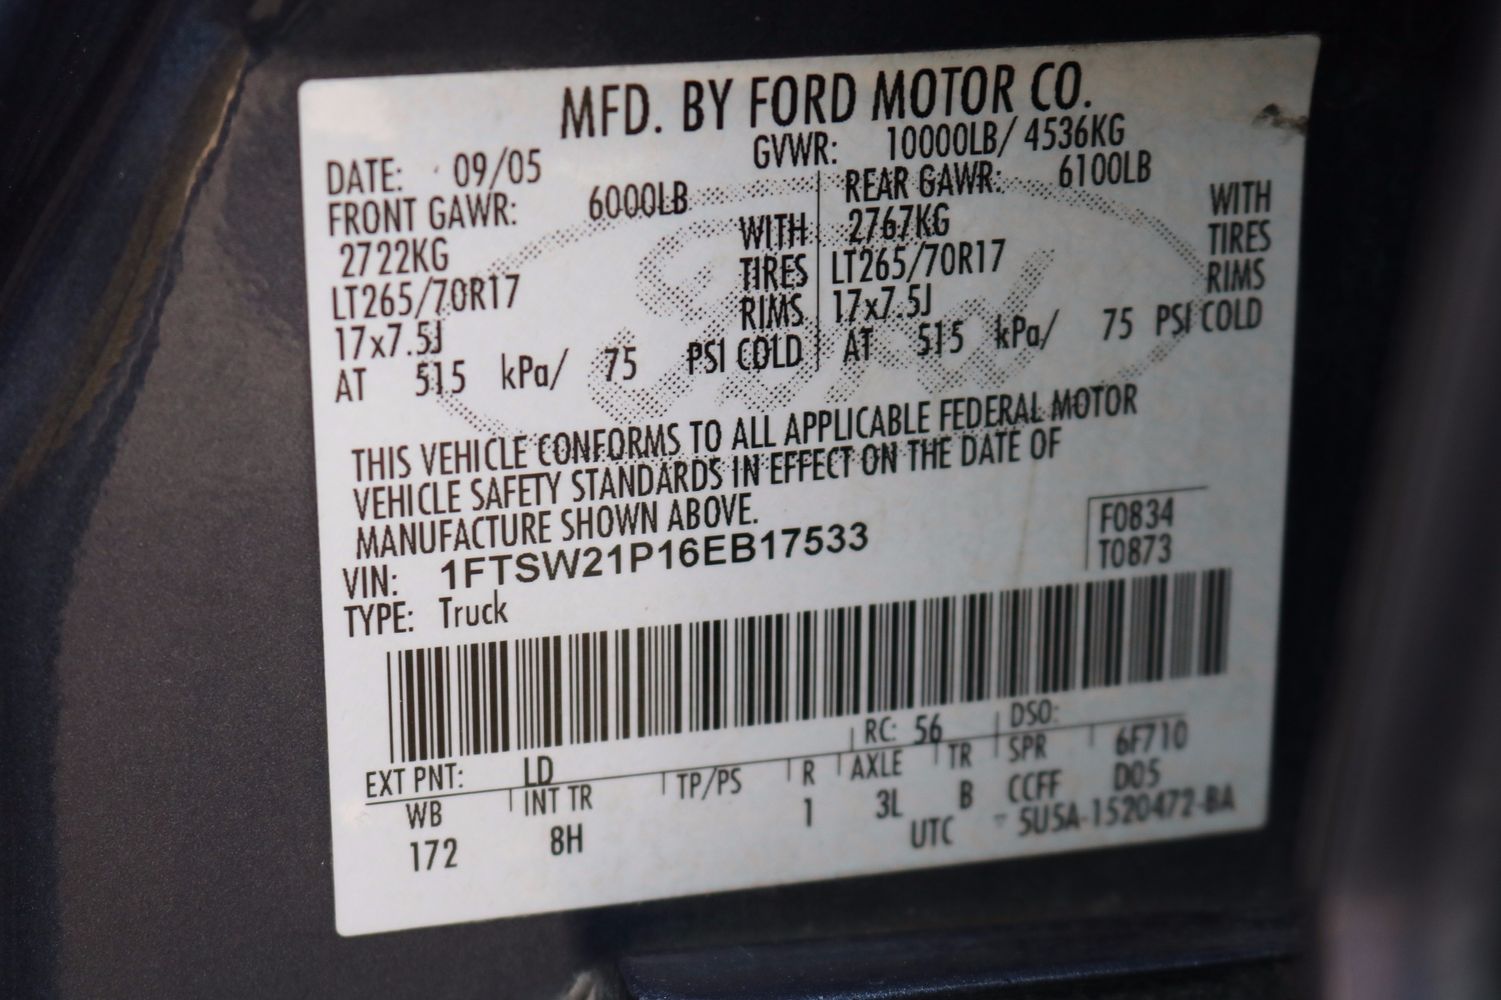 MFD. BY FORD MOTOR CO.
DATE: 09/05 GVWR: 10000LB/ 4536KG
FRONT GAWR: 6000LB REAR GAWR: 6100LB
2722KG WITH 2767KG WITH
LT265/70R17 TIRES LT265/70R17 TIRES
17x7.5J RIMS 17x7.5J RIMS
AT 515 kPa/ 75 PSI COLD AT 515 kPa/ 75 PSI COLD
THIS VEHICLE CONFORMS TO ALL APPLICABLE FEDERAL MOTOR
VEHICLE SAFETY STANDARDS IN EFFECT ON THE DATE OF
MANUFACTURE SHOWN ABOVE.
VIN: 1FTSW21P16EB17533 F0834
TYPE: Truck T0873
EXT PNT: LD RC: 56 DSO:
WB INT TR TP/PS R AXLE TR SPR 6F710
172 8H 1 3L B CCFF D05
UTC 5U5A-1520472-BA
Ford